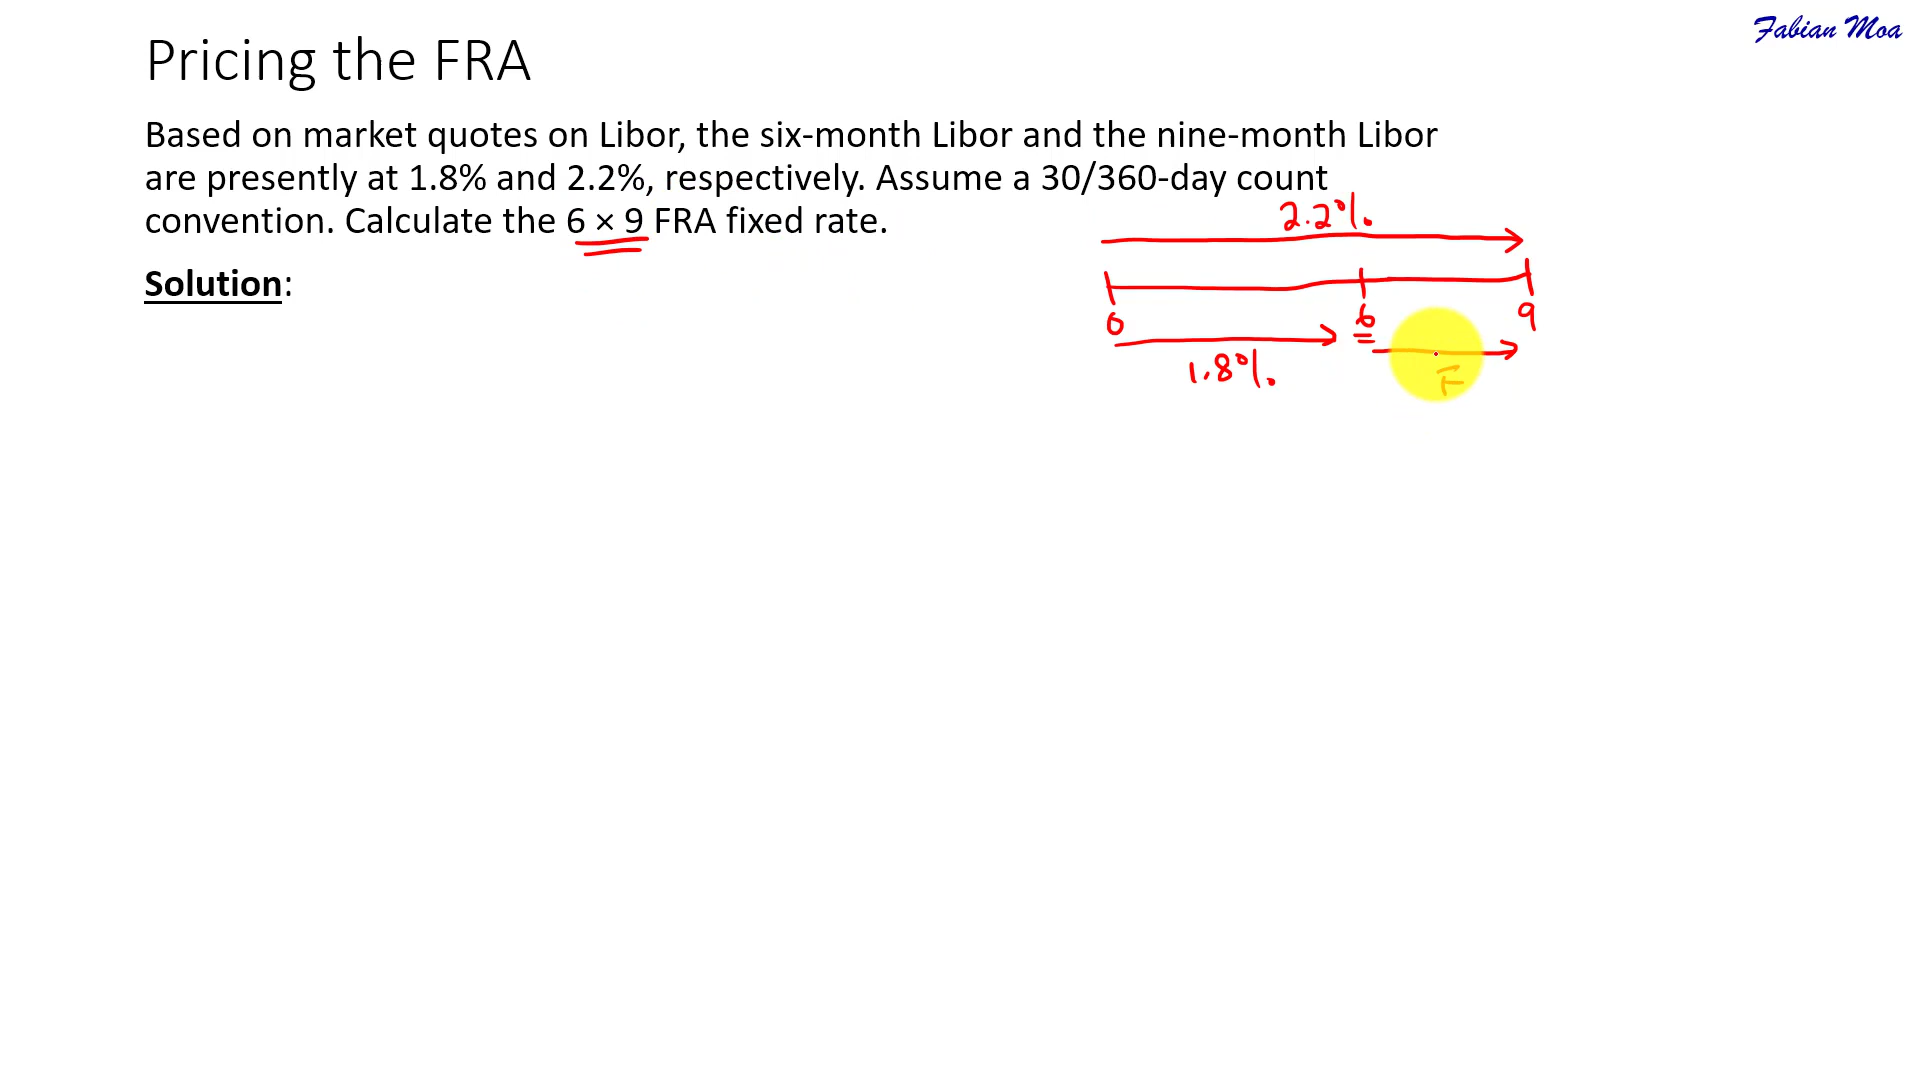 Fabian Moa
Pricing the FRA
Based on market quotes on Libor, the six-month Libor and the nine-month Libor
are presently at 1.8% and 2.2%, respectively. Assume a 30/360-day count
convention. Calculate the 6 × 9 FRA fixed rate.
2.2%
Solution:
0 6 9
1.8%
F